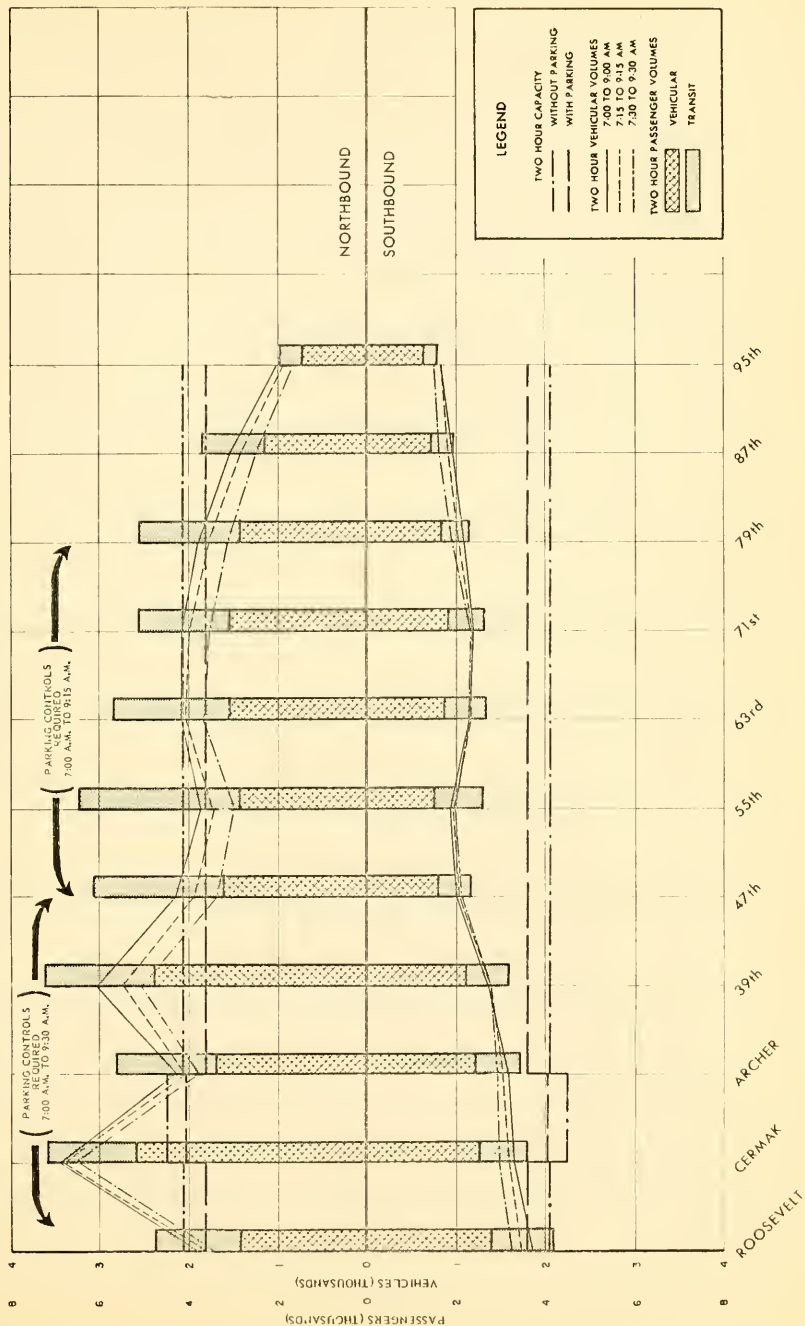 ( PARKING CONTROLS
REQUIRED
7:00 A.M. TO 9:30 A.M. )
( PARKING CONTROLS
REQUIRED
7:00 A.M. TO 9:15 A.M. )
NORTHBOUND
SOUTHBOUND
LEGEND
TWO HOUR CAPACITY
WITHOUT PARKING
WITH PARKING
TWO HOUR VEHICULAR VOLUMES
7:00 TO 9:00 AM
7:15 TO 9:15 AM
7:30 TO 9:30 AM
TWO HOUR PASSENGER VOLUMES
VEHICULAR
TRANSIT
PASSENGERS (THOUSANDS)
8
6
4
2
0
2
4
6
8
VEHICLES (THOUSANDS)
4
3
2
1
0
1
2
3
4
ROOSEVELT
CERMAK
ARCHER
39th
47th
55th
63rd
71st
79th
87th
95th